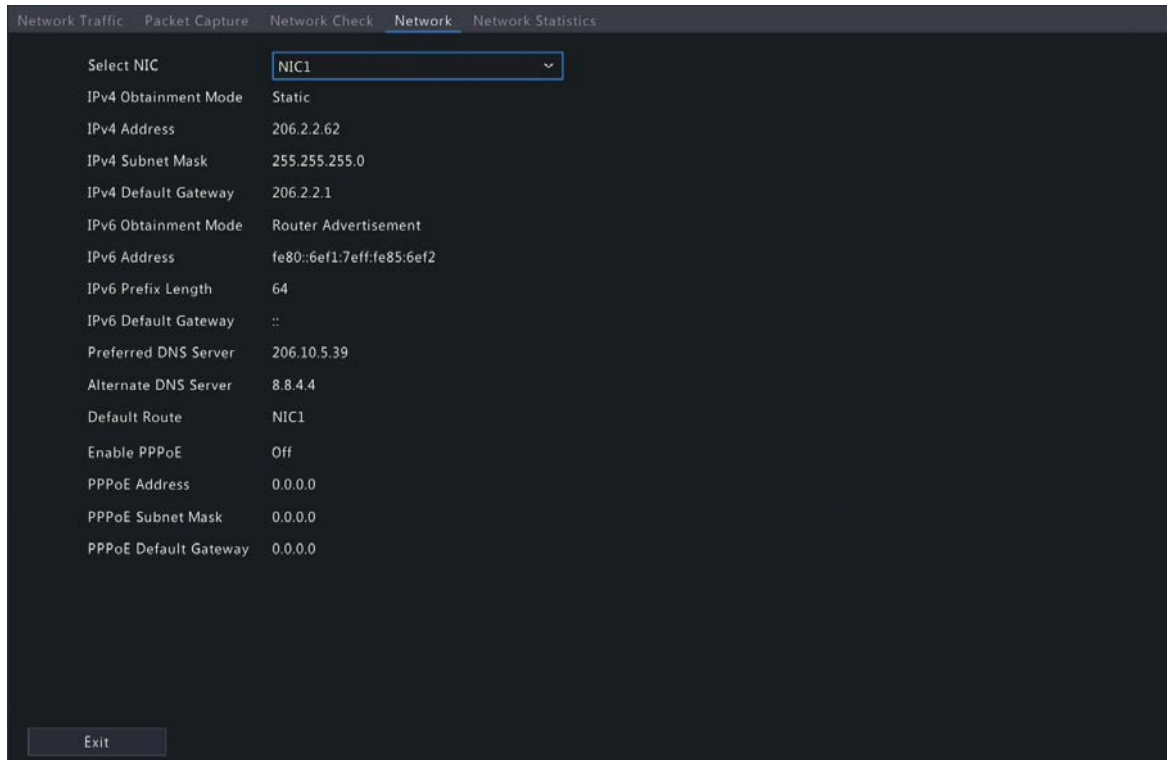 Network Traffic Packet Capture Network Check Network Network Statistics
Select NIC NIC1
IPv4 Obtainment Mode Static
IPv4 Address 206.2.2.62
IPv4 Subnet Mask 255.255.255.0
IPv4 Default Gateway 206.2.2.1
IPv6 Obtainment Mode Router Advertisement
IPv6 Address fe80::6ef1:7eff:fe85:6ef2
IPv6 Prefix Length 64
IPv6 Default Gateway ::
Preferred DNS Server 206.10.5.39
Alternate DNS Server 8.8.4.4
Default Route NIC1
Enable PPPoE Off
PPPoE Address 0.0.0.0
PPPoE Subnet Mask 0.0.0.0
PPPoE Default Gateway 0.0.0.0
Exit